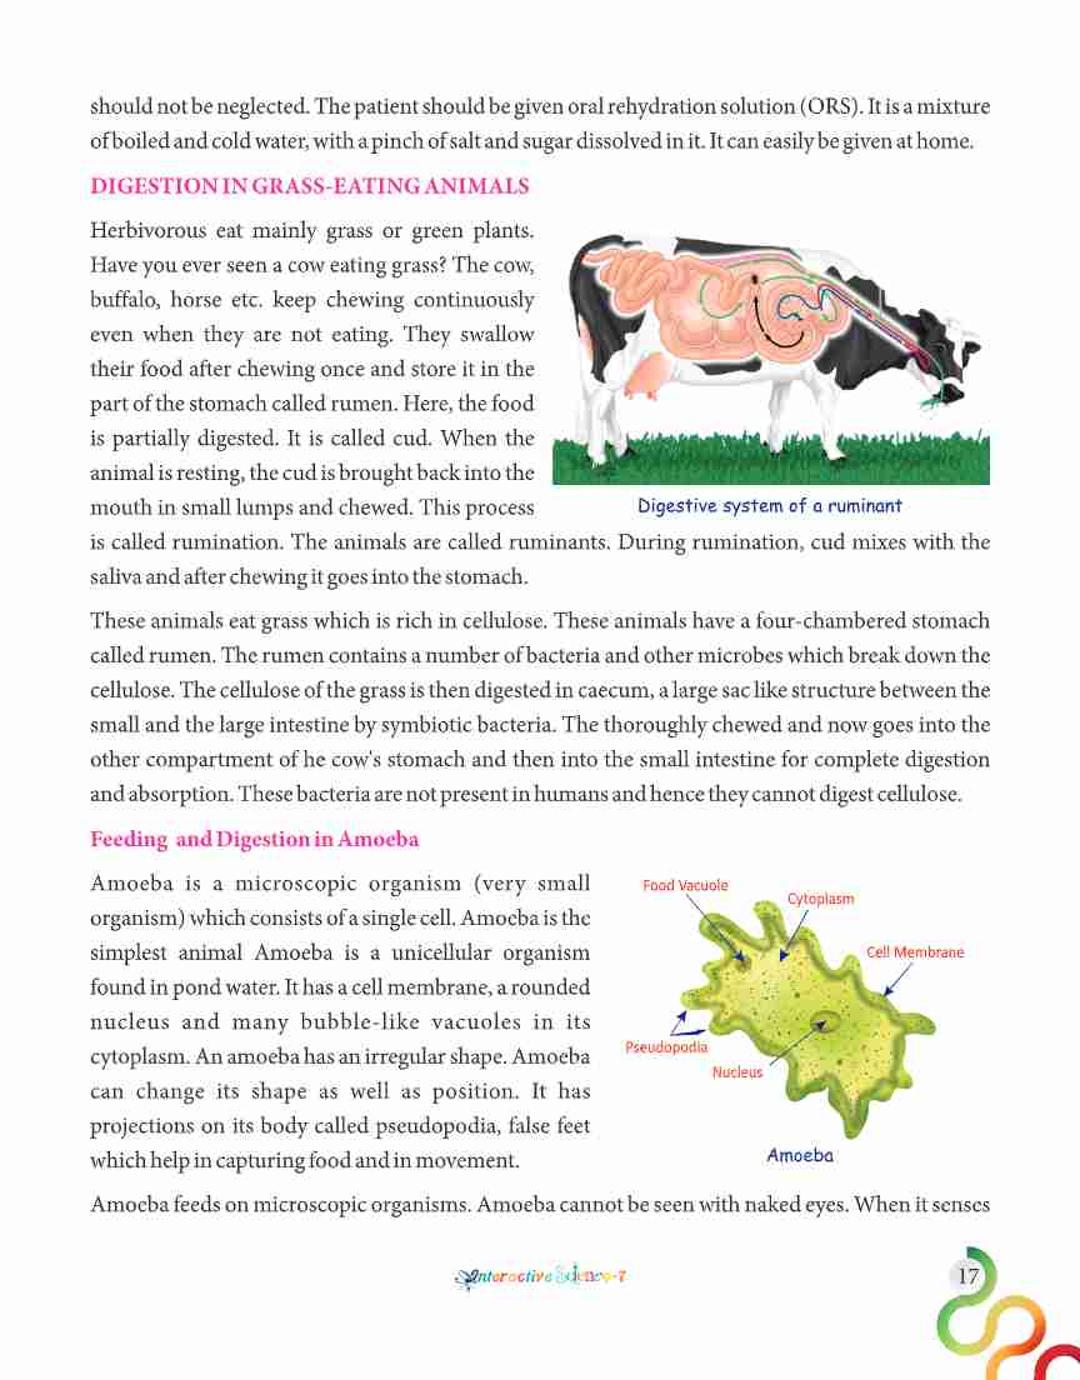 should not be neglected. The patient should be given oral rehydration solution (ORS). It is a mixture
of boiled and cold water, with a pinch of salt and sugar dissolved in it. It can easily be given at home.
DIGESTION IN GRASS-EATING ANIMALS
Herbivorous eat mainly grass or green plants.
Have you ever seen a cow eating grass? The cow,
buffalo, horse etc. keep chewing continuously
even when they are not eating. They swallow
their food after chewing once and store it in the
part of the stomach called rumen. Here, the food
is partially digested. It is called cud. When the
animal is resting, the cud is brought back into the
mouth in small lumps and chewed. This process
Digestive system of a ruminant
is called rumination. The animals are called ruminants. During rumination, cud mixes with the
saliva and after chewing it goes into the stomach.
These animals eat grass which is rich in cellulose. These animals have a four-chambered stomach
called rumen. The rumen contains a number of bacteria and other microbes which break down the
cellulose. The cellulose of the grass is then digested in caecum, a large sac like structure between the
small and the large intestine by symbiotic bacteria. The thoroughly chewed and now goes into the
other compartment of he cow's stomach and then into the small intestine for complete digestion
and absorption. These bacteria are not present in humans and hence they cannot digest cellulose.
Feeding and Digestion in Amoeba
Amoeba is a microscopic organism (very small
organism) which consists of a single cell. Amoeba is the
simplest animal Amoeba is a unicellular organism
found in pond water. It has a cell membrane, a rounded
nucleus and many bubble-like vacuoles in its
cytoplasm. An amoeba has an irregular shape. Amoeba
can change its shape as well as position. It has
projections on its body called pseudopodia, false feet
which help in capturing food and in movement.
Food Vacuole
Cytoplasm
Cell Membrane
Pseudopodia
Nucleus
Amoeba
Amoeba feeds on microscopic organisms. Amoeba cannot be seen with naked eyes. When it senses
Interactive Science-7
17